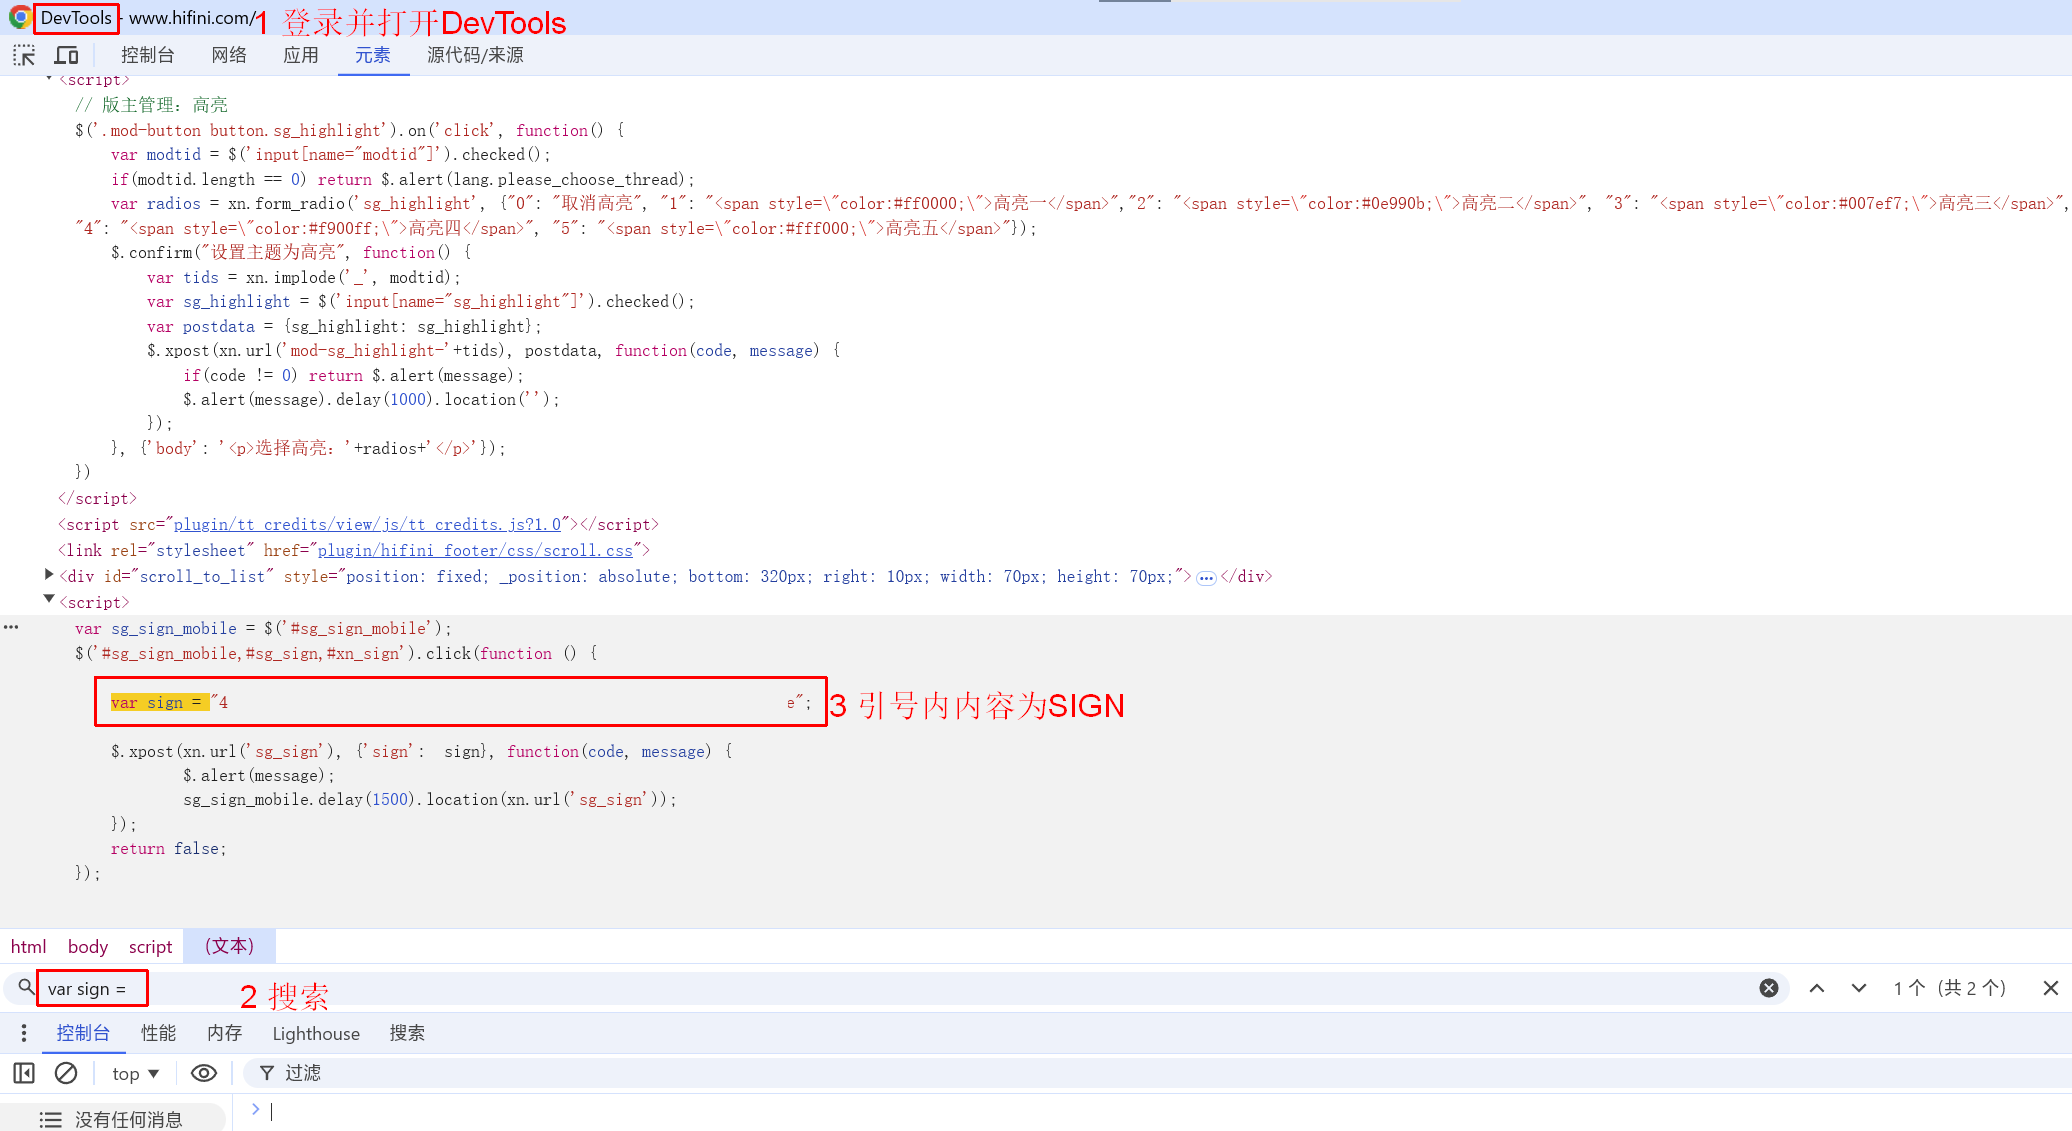 DevTools - www.hifini.com/
1 登录并打开DevTools
控制台 网络 应用 元素 源代码/来源
<script>
// 版主管理：高亮
$('.mod-button button.sg_highlight').on('click', function() {
var modtid = $('input[name="modtid"]').checked();
if(modtid.length == 0) return $.alert(lang.please_choose_thread);
var radios = xn.form_radio('sg_highlight', {"0": "取消高亮", "1": "<span style=\"color:#ff0000;\">高亮一</span>","2": "<span style=\"color:#0e990b;\">高亮二</span>", "3": "<span style=\"color:#007ef7;\">高亮三</span>",
"4": "<span style=\"color:#f900ff;\">高亮四</span>", "5": "<span style=\"color:#fff000;\">高亮五</span>"});
$.confirm("设置主题为高亮", function() {
var tids = xn.implode('_', modtid);
var sg_highlight = $('input[name="sg_highlight"]').checked();
var postdata = {sg_highlight: sg_highlight};
$.xpost(xn.url('mod-sg_highlight-'+tids), postdata, function(code, message) {
if(code != 0) return $.alert(message);
$.alert(message).delay(1000).location('');
});
}, {'body': '<p>选择高亮：'+radios+'</p>'});
})
</script>
<script src="plugin/tt_credits/view/js/tt_credits.js?1.0"></script>
<link rel="stylesheet" href="plugin/hifini_footer/css/scroll.css">
<div id="scroll_to_list" style="position: fixed; _position: absolute; bottom: 320px; right: 10px; width: 70px; height: 70px;">…</div>
<script>
var sg_sign_mobile = $('#sg_sign_mobile');
$('#sg_sign_mobile,#sg_sign,#xn_sign').click(function () {
var sign = "4 e";
3 引号内内容为SIGN
$.xpost(xn.url('sg_sign'), {'sign': sign}, function(code, message) {
$.alert(message);
sg_sign_mobile.delay(1500).location(xn.url('sg_sign'));
});
return false;
});
html body script (文本)
var sign =
2 搜索
1 个（共 2 个）
控制台 性能 内存 Lighthouse 搜索
top ▼ 过滤
没有任何消息